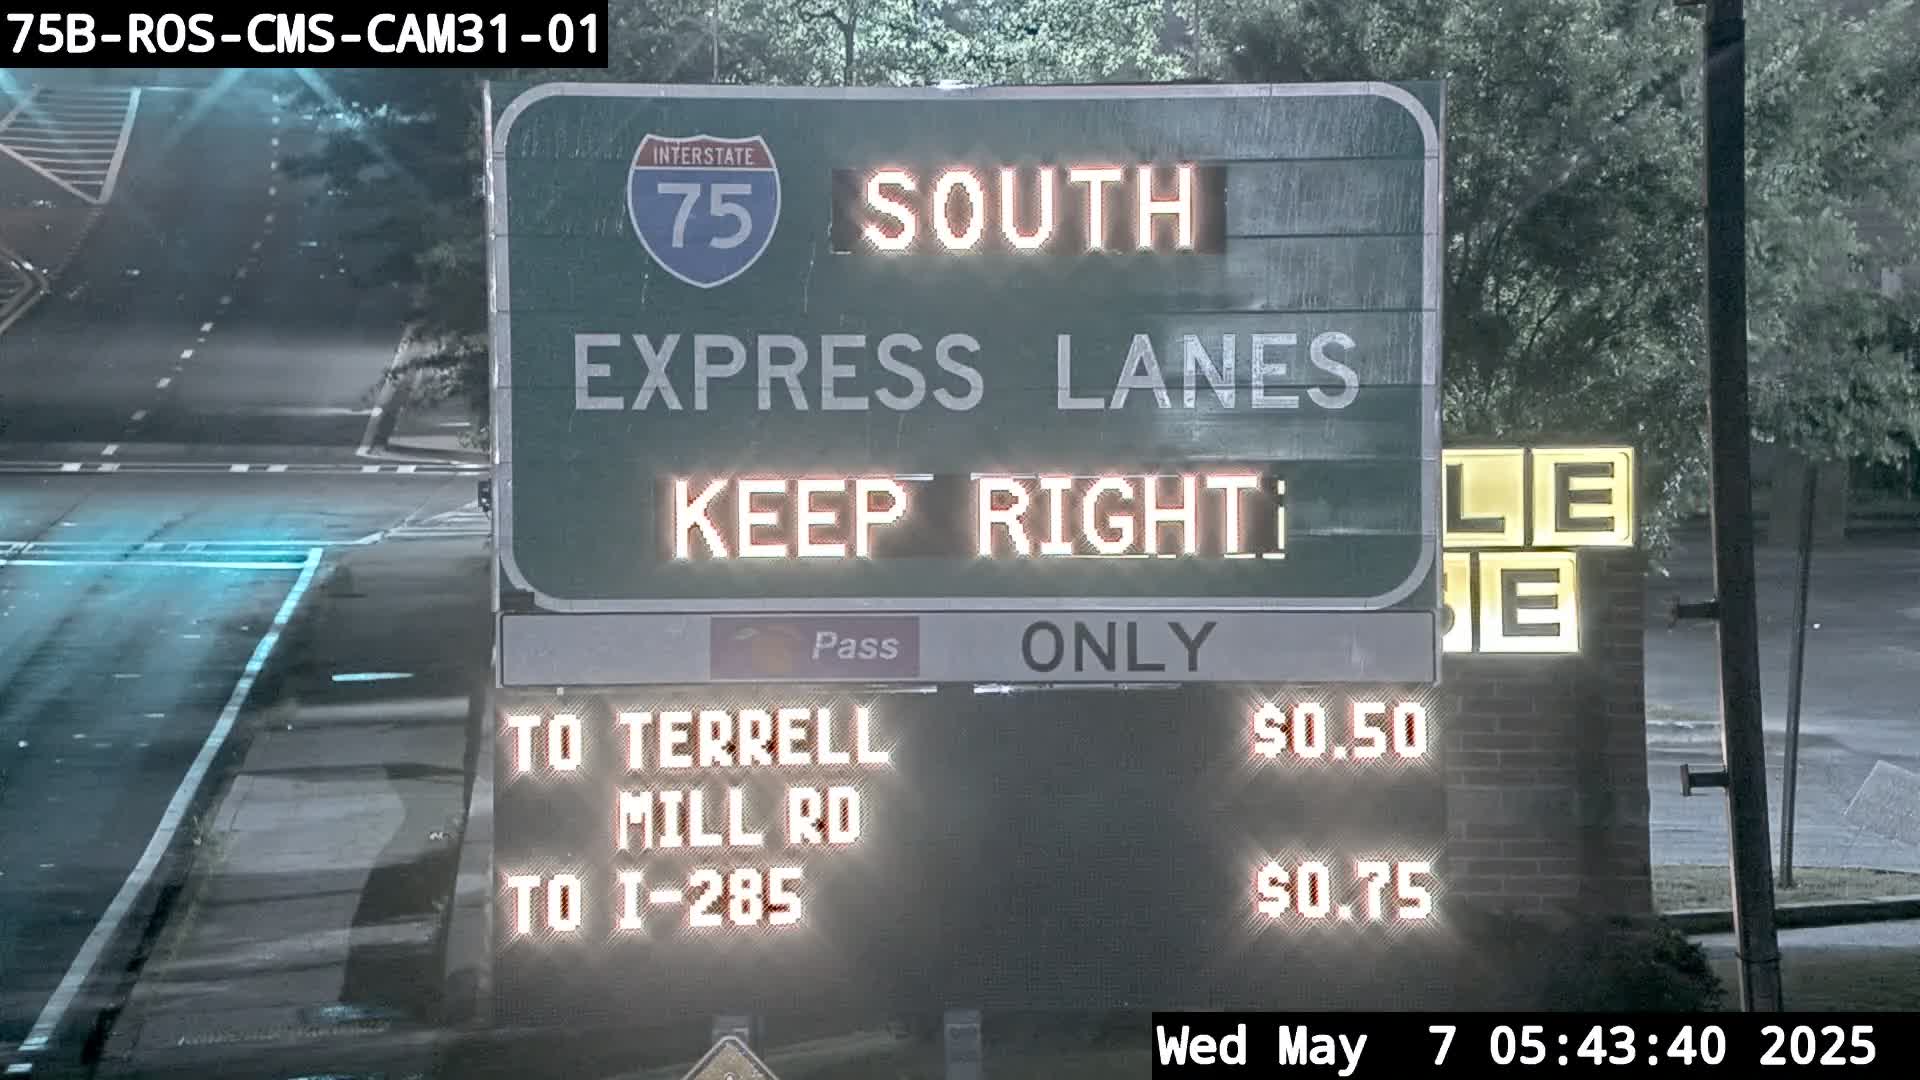 75B-ROS-CMS-CAM31-01
INTERSTATE
75
SOUTH
EXPRESS LANES
KEEP RIGHT
Pass ONLY
TO TERRELL $0.50
MILL RD
TO I-285 $0.75
LE
E
Wed May 7 05:43:40 2025